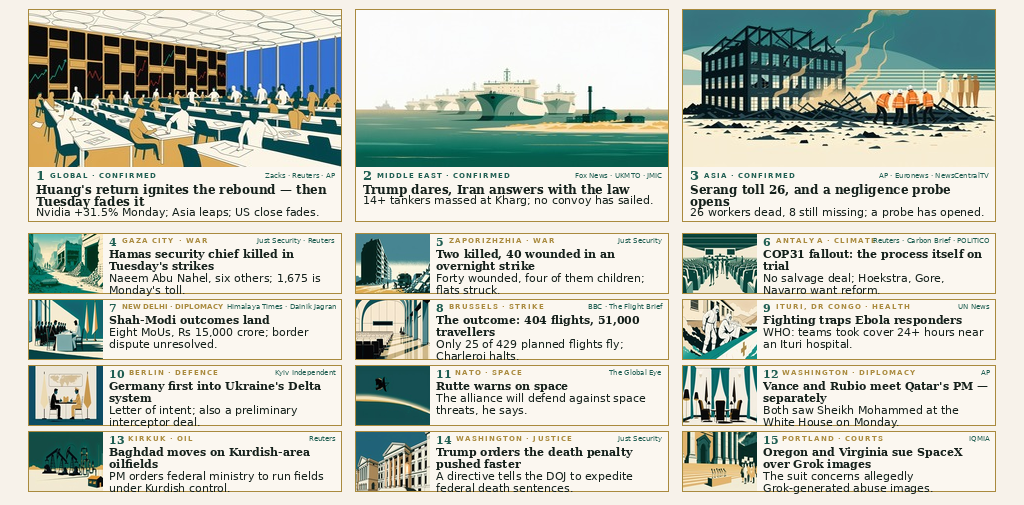 1 GLOBAL · CONFIRMED Zacks · Reuters · AP
Huang's return ignites the rebound — then
Tuesday fades it
Nvidia +31.5% Monday; Asia leaps; US close fades.
2 MIDDLE EAST · CONFIRMED Fox News · UKMTO · JMIC
Trump dares, Iran answers with the law
14+ tankers massed at Kharg; no convoy has sailed.
3 ASIA · CONFIRMED AP · Euronews · NewsCentralTV
Serang toll 26, and a negligence probe
opens
26 workers dead, 8 still missing; a probe has opened.
4 GAZA CITY · WAR Just Security · Reuters
Hamas security chief killed in
Tuesday's strikes
Naeem Abu Nahel, six others; 1,675 is
Monday's toll.
5 ZAPORIZHZHIA · WAR Just Security
Two killed, 40 wounded in an
overnight strike
Forty wounded, four of them children;
flats struck.
6 ANTALYA · CLIMATE Reuters · Carbon Brief · POLITICO
COP31 fallout: the process itself on
trial
No salvage deal; Hoekstra, Gore,
Navarro want reform.
7 NEW DELHI · DIPLOMACY Himalaya Times · Dainik Jagran
Shah-Modi outcomes land
Eight MoUs, Rs 15,000 crore; border
dispute unresolved.
8 BRUSSELS · STRIKE BBC · The Flight Brief
The outcome: 404 flights, 51,000
travellers
Only 25 of 429 planned flights fly;
Charleroi halts.
9 ITURI, DR CONGO · HEALTH UN News
Fighting traps Ebola responders
WHO: teams took cover 24+ hours near
an Ituri hospital.
10 BERLIN · DEFENCE Kyiv Independent
Germany first into Ukraine's Delta
system
Letter of intent; also a preliminary
interceptor deal.
11 NATO · SPACE The Global Eye
Rutte warns on space
The alliance will defend against space
threats, he says.
12 WASHINGTON · DIPLOMACY AP
Vance and Rubio meet Qatar's PM —
separately
Both saw Sheikh Mohammed at the
White House on Monday.
13 KIRKUK · OIL Reuters
Baghdad moves on Kurdish-area
oilfields
PM orders federal ministry to run fields
under Kurdish control.
14 WASHINGTON · JUSTICE Just Security
Trump orders the death penalty
pushed faster
A directive tells the DOJ to expedite
federal death sentences.
15 PORTLAND · COURTS IQMIA
Oregon and Virginia sue SpaceX
over Grok images
The suit concerns allegedly
Grok-generated abuse images.